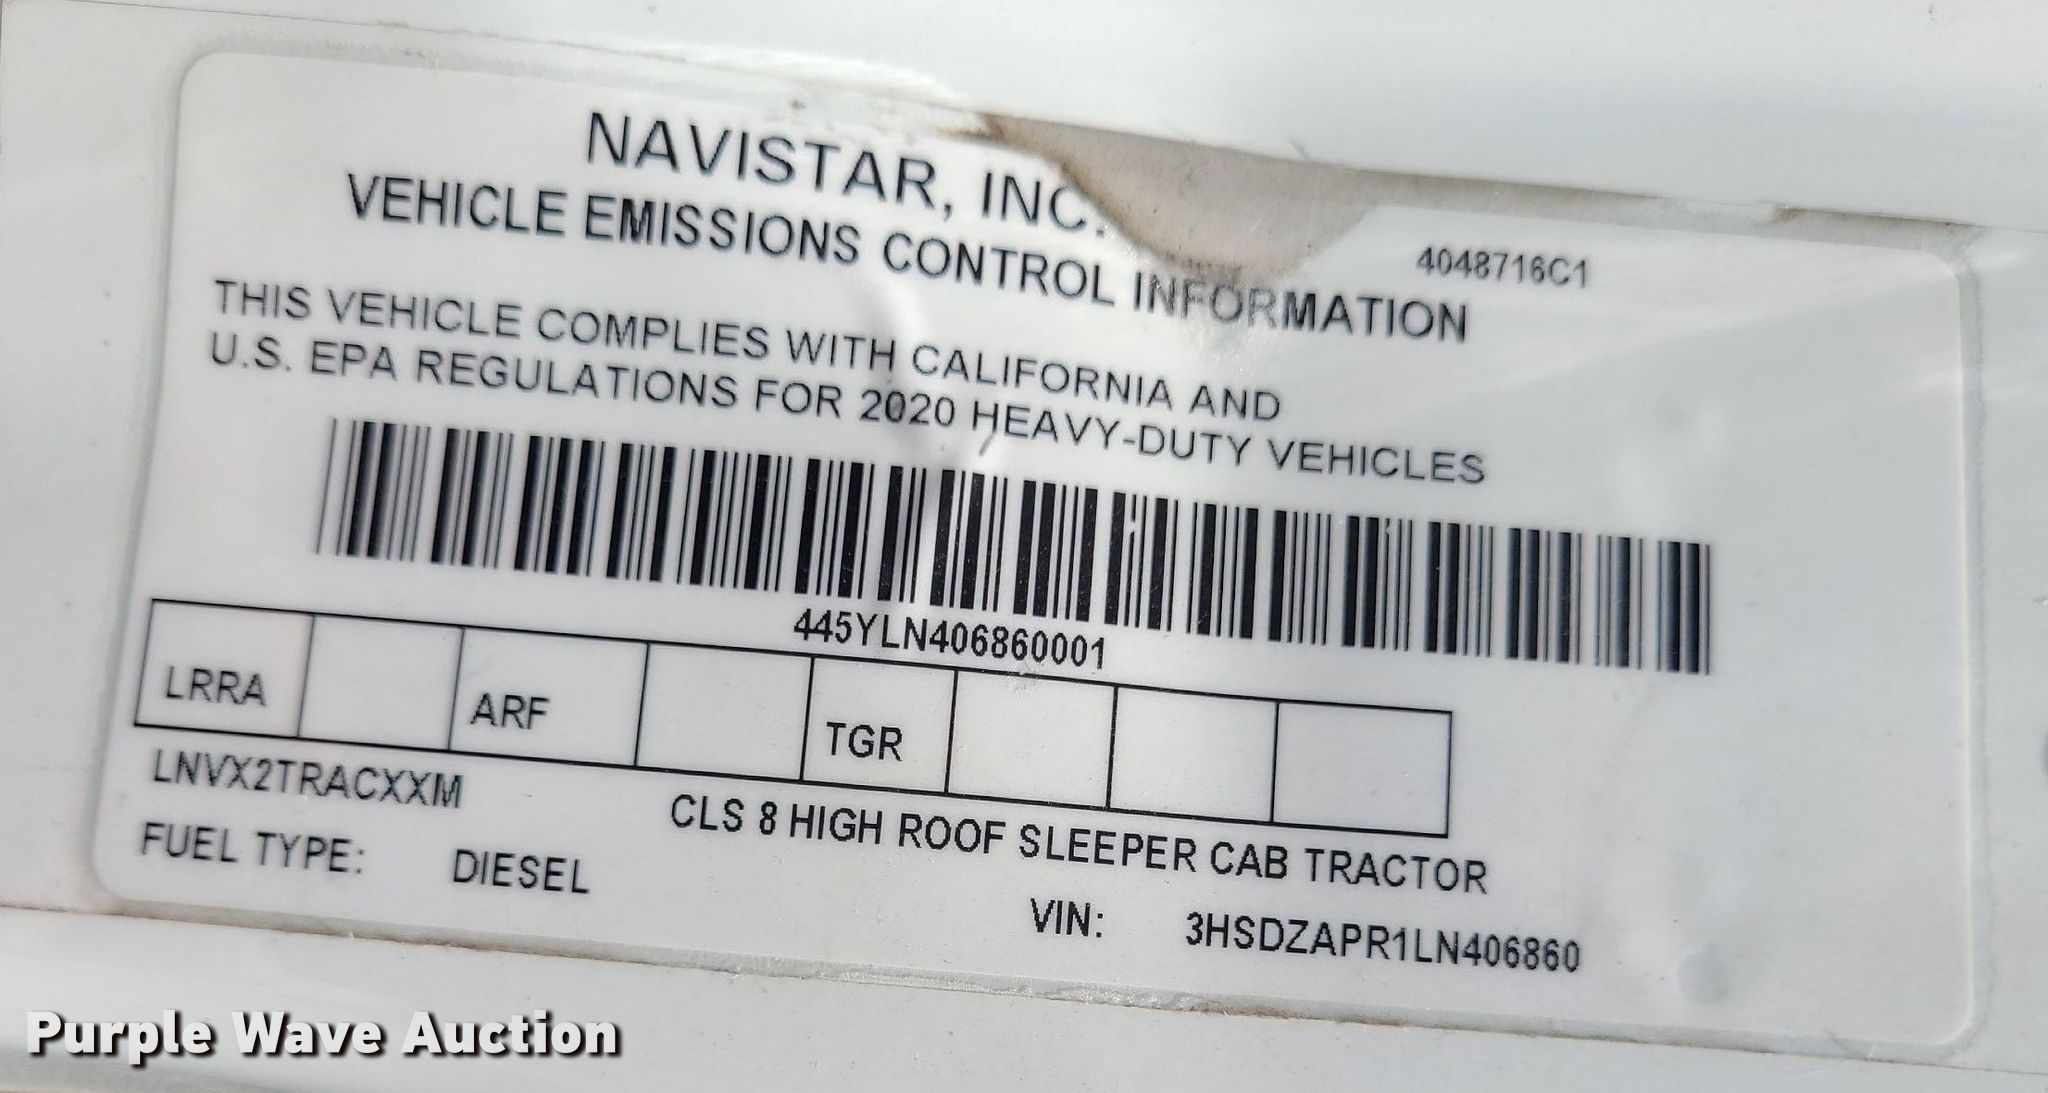 NAVISTAR, INC.
VEHICLE EMISSIONS CONTROL INFORMATION
4048716C1
THIS VEHICLE COMPLIES WITH CALIFORNIA AND
U.S. EPA REGULATIONS FOR 2020 HEAVY-DUTY VEHICLES
445YLN406860001
LRRA ARF TGR
LNVX2TRACXXM
CLS 8 HIGH ROOF SLEEPER CAB TRACTOR
FUEL TYPE: DIESEL
VIN: 3HSDZAPR1LN406860
Purple Wave Auction